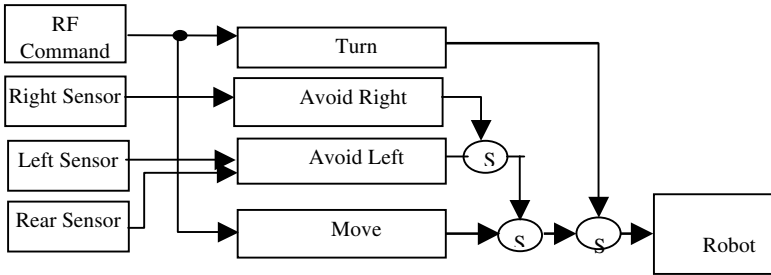 RF
Command
Turn
Right Sensor
Avoid Right
Left Sensor
Avoid Left
S
Rear Sensor
Move
S
S
Robot